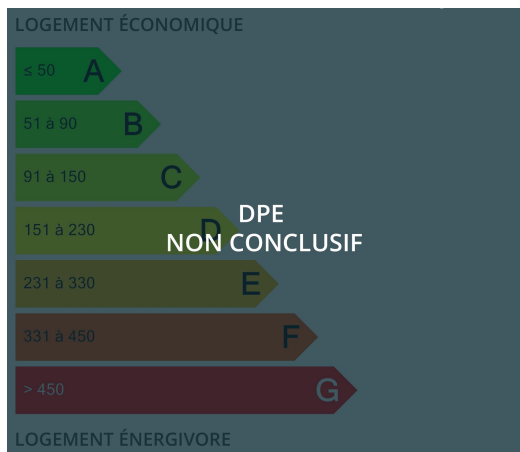 LOGEMENT ÉCONOMIQUE
≤ 50 A
51 à 90 B
91 à 150 C
151 à 230 D
DPE
NON CONCLUSIF
231 à 330 E
331 à 450 F
> 450 G
LOGEMENT ÉNERGIVORE